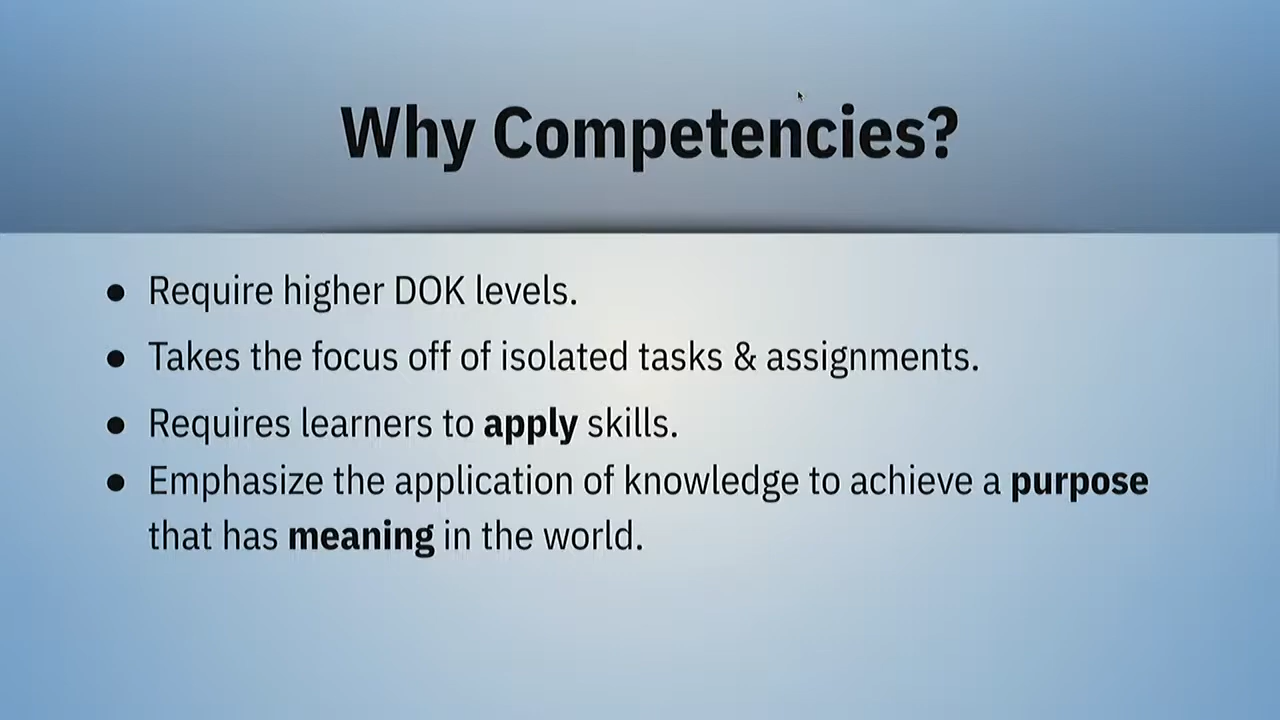 Why Competencies?
● Require higher DOK levels.
● Takes the focus off of isolated tasks & assignments.
● Requires learners to apply skills.
● Emphasize the application of knowledge to achieve a purpose
that has meaning in the world.